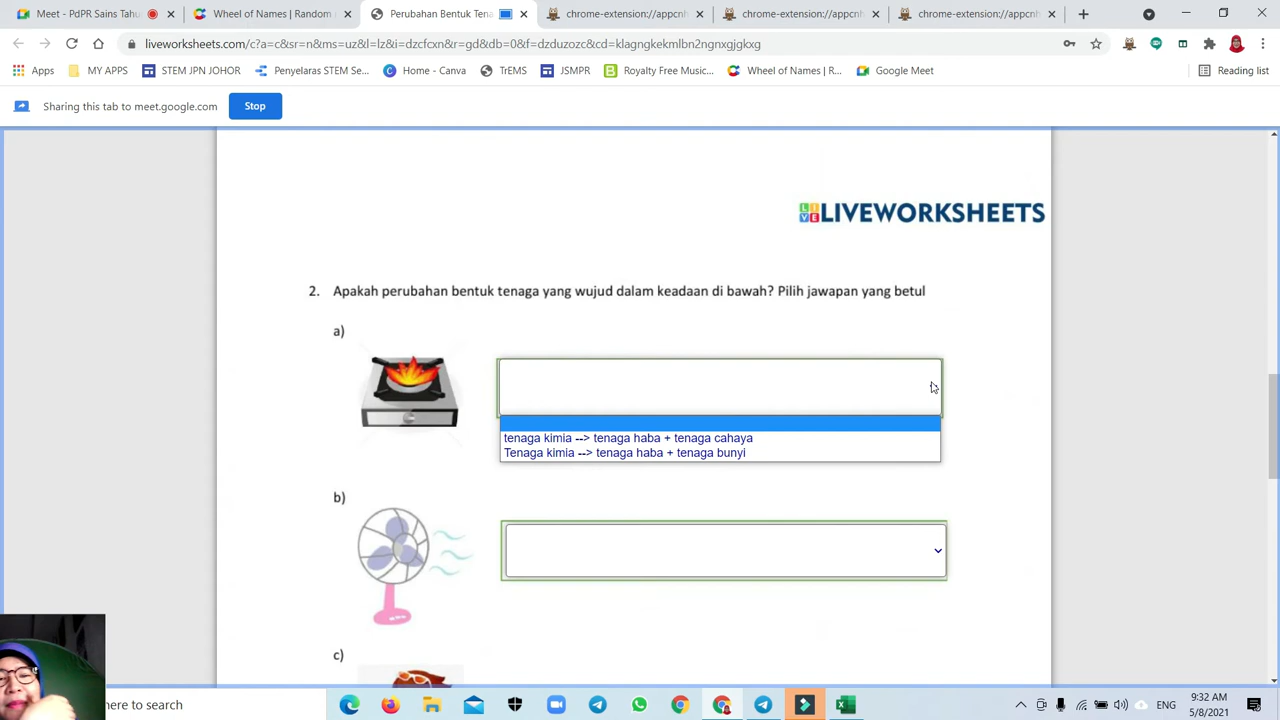 Meet - PdPR Sains Tahu
Wheel of Names | Random
Perubahan Bentuk Tena
chrome-extension://appcnh
chrome-extension://appcnh
chrome-extension://appcnh
liveworksheets.com/c?a=c&sr=n&ms=uz&l=lz&i=dzcfoxn&r=gd&db=0&f=dzduzozc&cd=klagngkekmlbn2ngnxgjgkxg
Apps
MY APPS
STEM JPN JOHOR
Penyelaras STEM Se...
Home - Canva
TrEMS
JSMPR
Royalty Free Music...
Wheel of Names | R...
Google Meet
Reading list
Sharing this tab to meet.google.com
Stop
LIVEWORKSHEETS
2. Apakah perubahan bentuk tenaga yang wujud dalam keadaan di bawah? Pilih jawapan yang betul
a)
tenaga kimia --> tenaga haba + tenaga cahaya
Tenaga kimia --> tenaga haba + tenaga bunyi
b)
c)
here to search
ENG
9:32 AM
5/8/2021